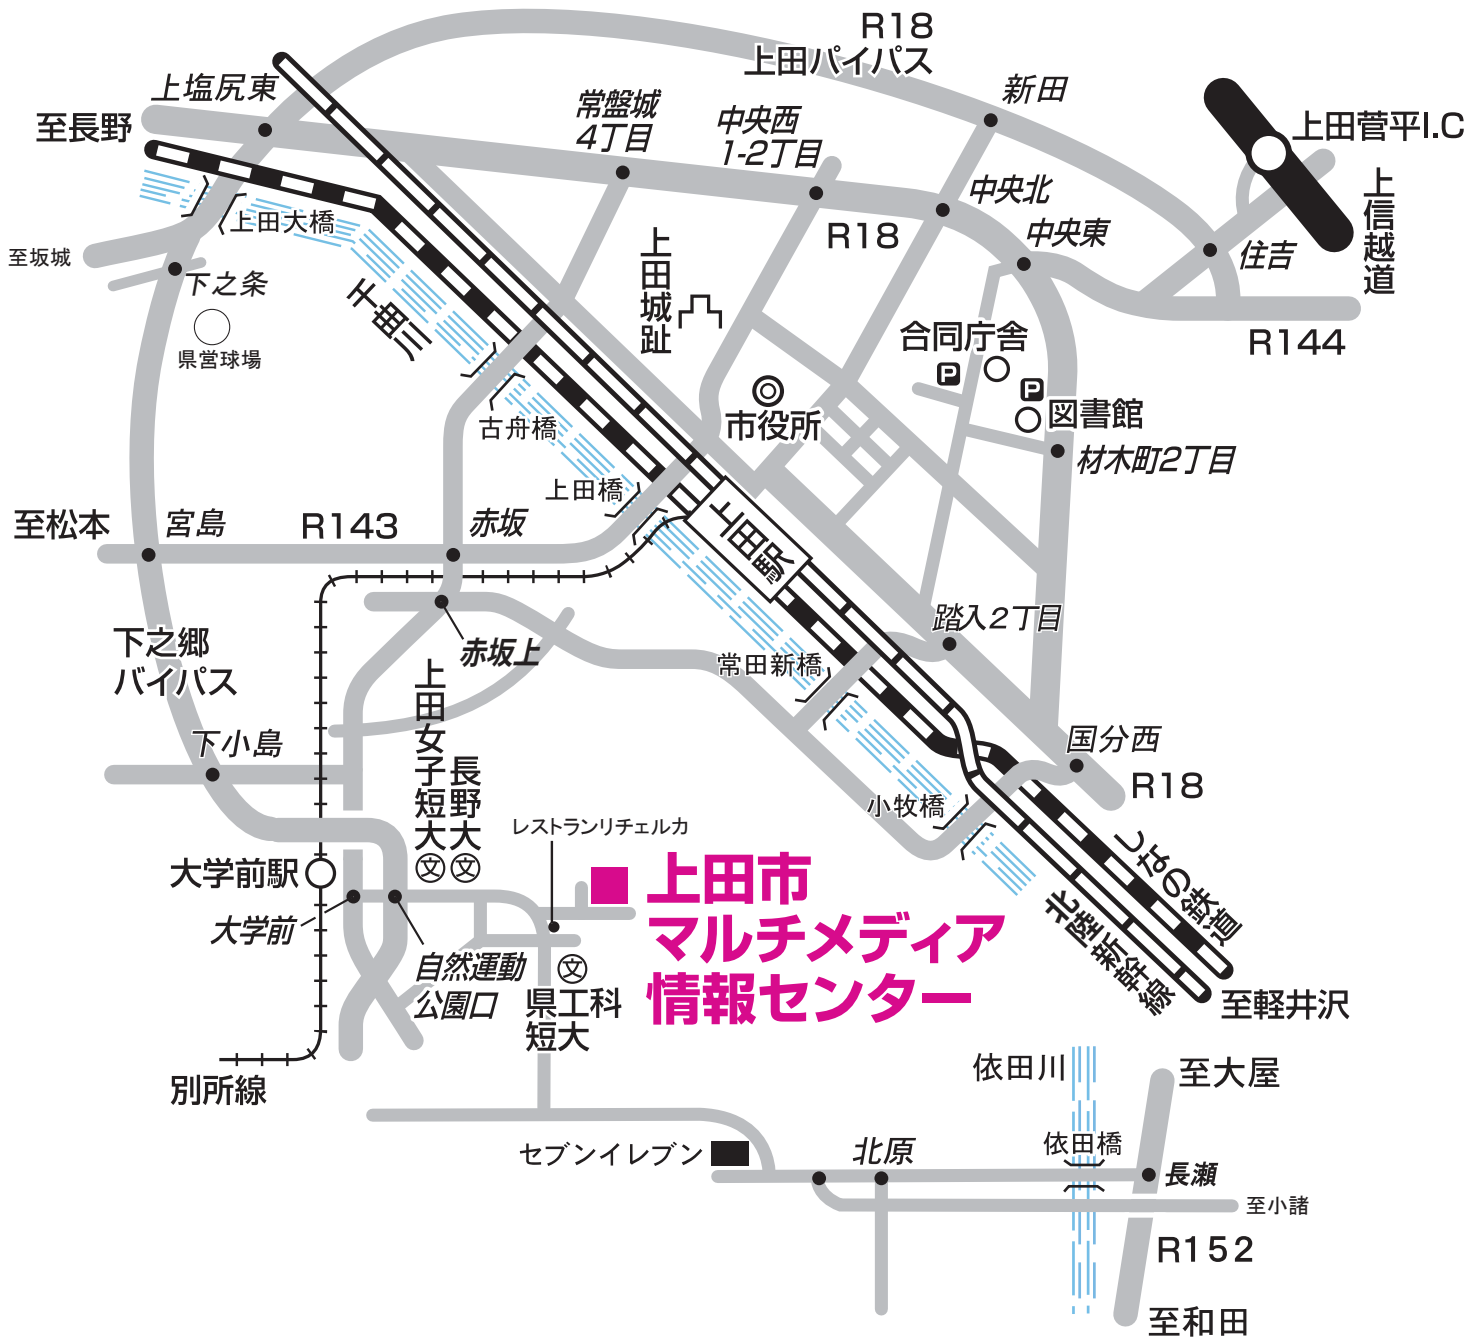 R18
上田バイパス
上塩尻東
至長野
常盤城
4丁目
中央西
1-2丁目
新田
上田菅平I.C
上信越道
中央北
中央東
R18
住吉
R144
上田大橋
至坂城
下之条
県営球場
千曲川
上田城趾
合同庁舎
P
P
図書館
材木町2丁目
市役所
古舟橋
上田橋
上田駅
至松本
宮島
R143
赤坂
赤坂上
下之郷
バイパス
踏入2丁目
常田新橋
国分西
R18
小牧橋
下小島
上田女子短大
文
長野大
文
レストランリチェルカ
上田市
マルチメディア
情報センター
大学前駅
大学前
自然運動
公園口
文
県工科
短大
別所線
しなの鉄道
北陸新幹線
至軽井沢
依田川
至大屋
依田橋
セブンイレブン
北原
長瀬
至小諸
R152
至和田